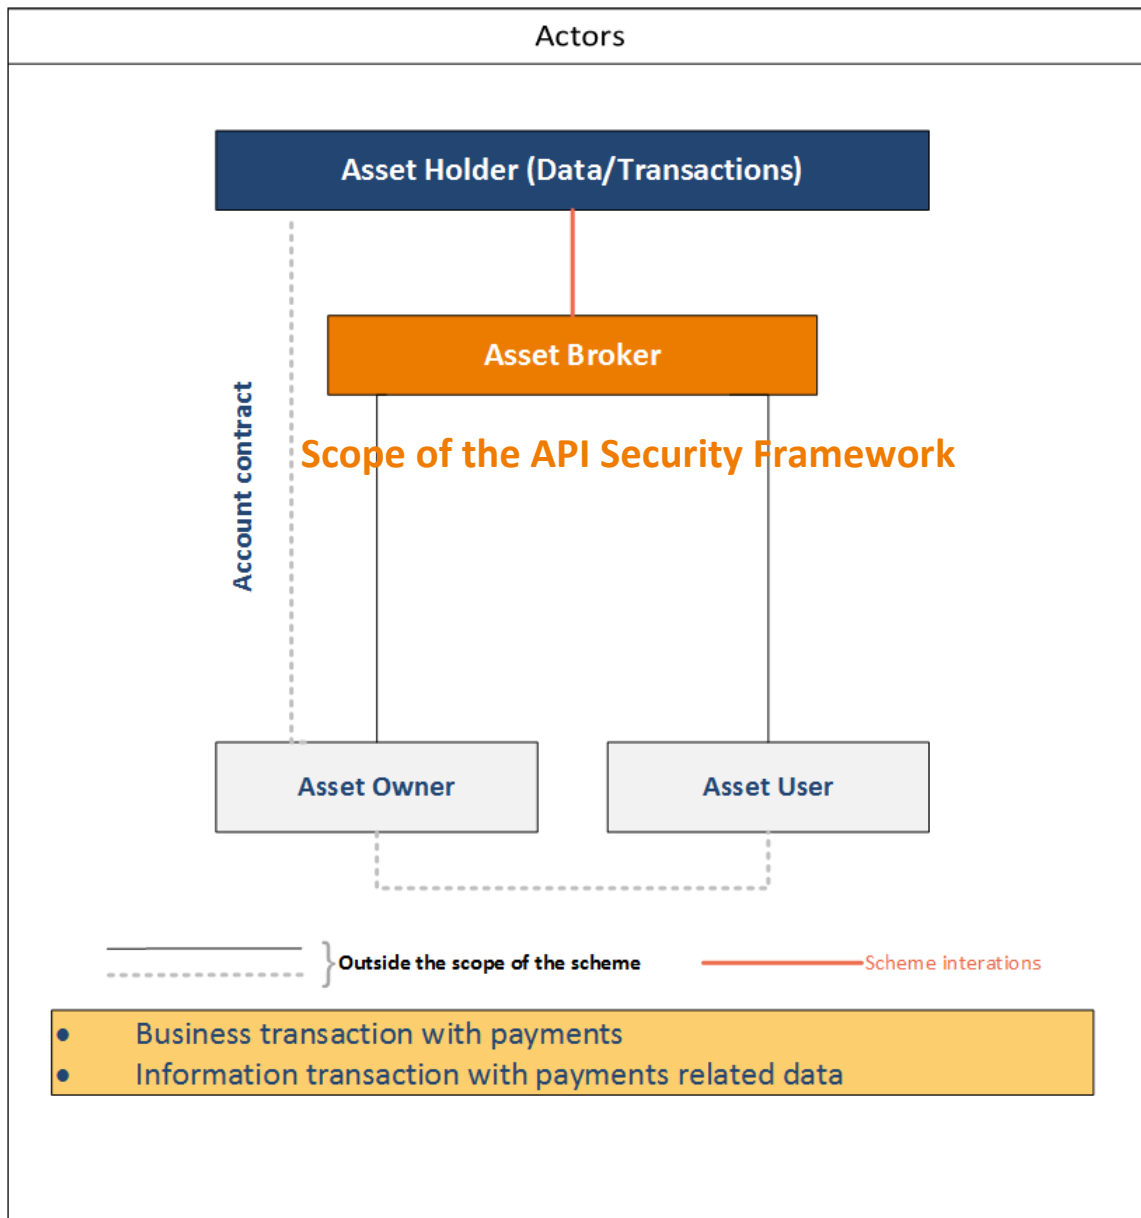 Actors
Asset Holder (Data/Transactions)
Asset Broker
Account contract
Scope of the API Security Framework
Asset Owner
Asset User
Outside the scope of the scheme
Scheme interations
• Business transaction with payments
• Information transaction with payments related data